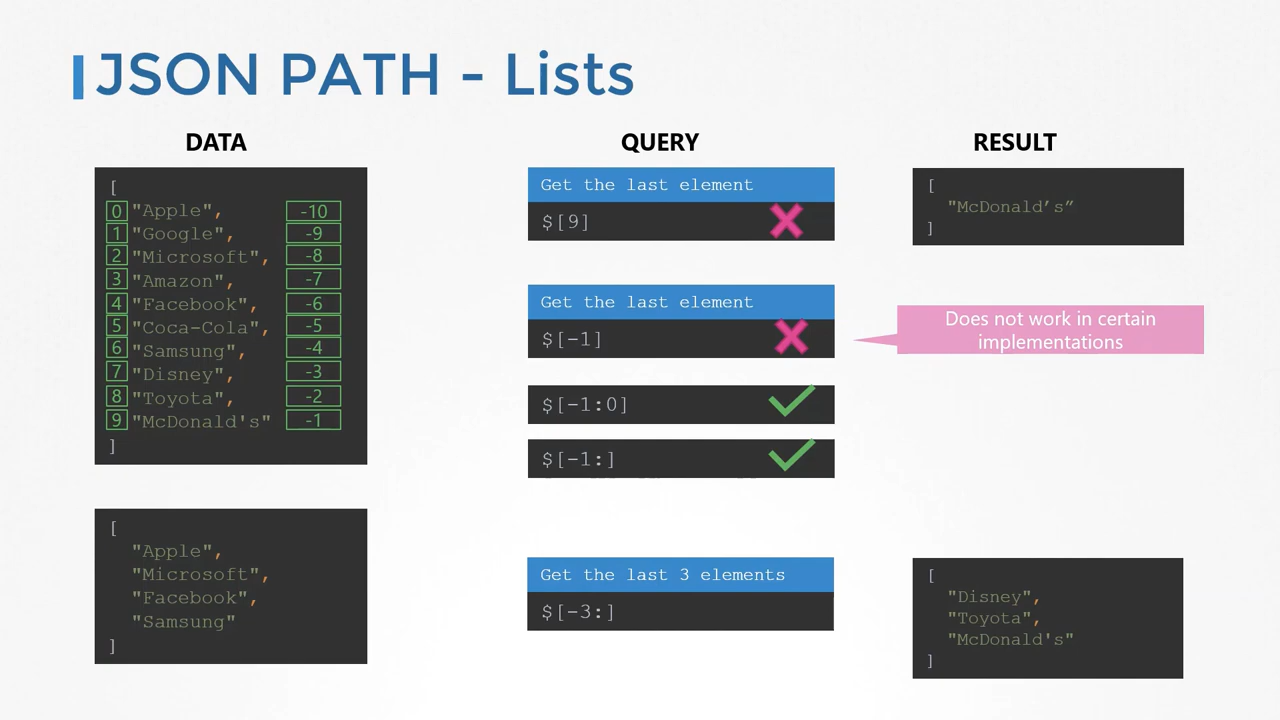 JSON PATH - Lists
DATA
QUERY
RESULT
[
0 "Apple", -10
1 "Google", -9
2 "Microsoft", -8
3 "Amazon", -7
4 "Facebook", -6
5 "Coca-Cola", -5
6 "Samsung", -4
7 "Disney", -3
8 "Toyota", -2
9 "McDonald's" -1
]
Get the last element
$[9]
[
"McDonald’s”
]
Get the last element
$[-1]
Does not work in certain
implementations
$[-1:0]
$[-1:]
[
"Apple",
"Microsoft",
"Facebook",
"Samsung"
]
Get the last 3 elements
$[-3:]
[
"Disney",
"Toyota",
"McDonald's"
]